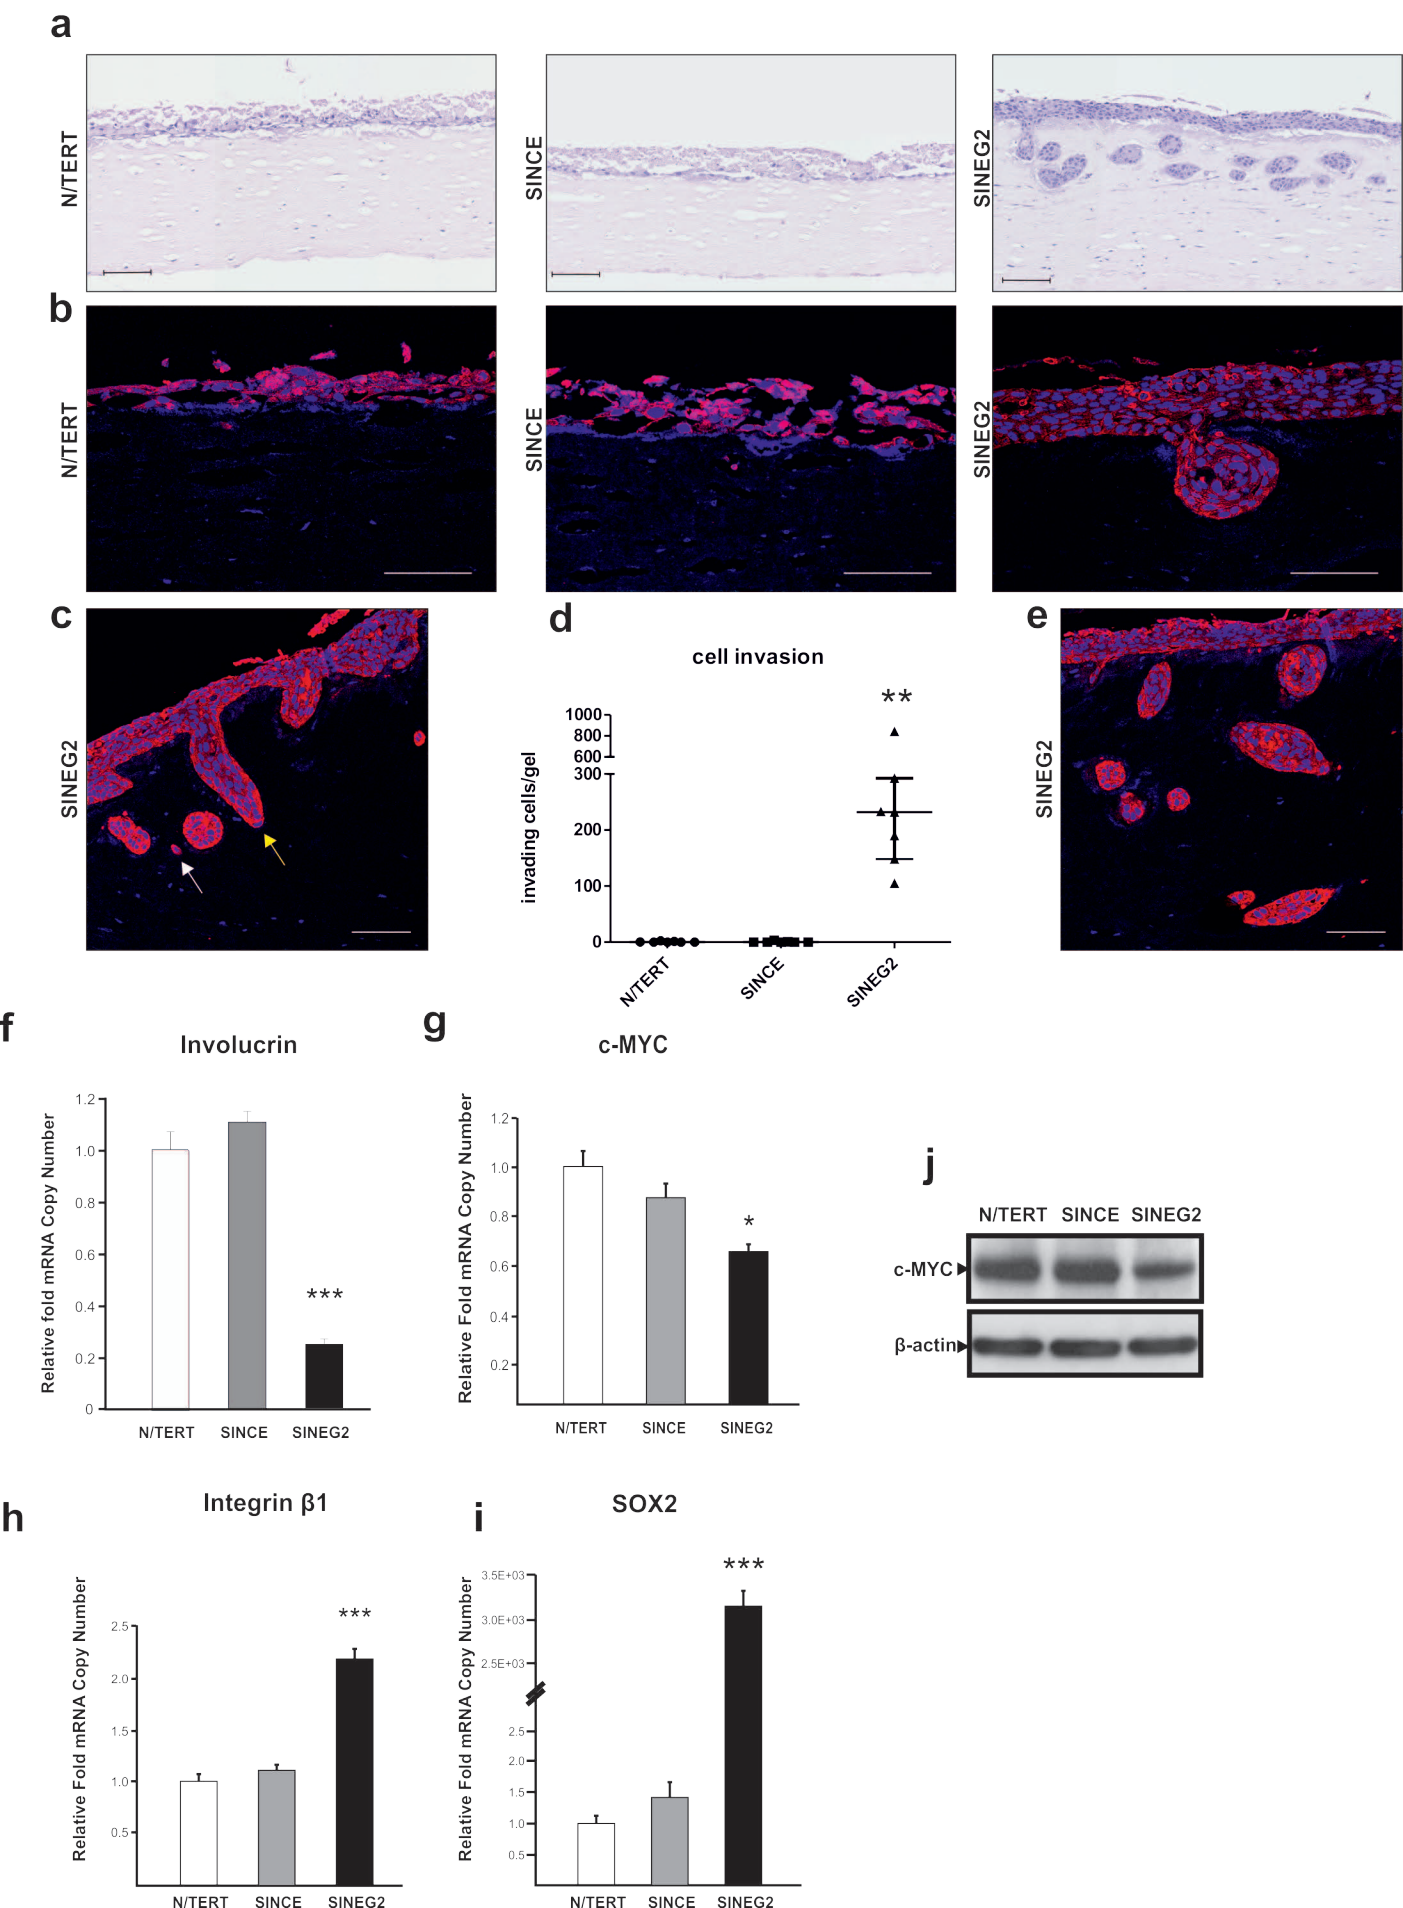 a
N/TERT
SINCE
SINEG2
b
N/TERT
SINCE
SINEG2
c
SINEG2
d
cell invasion
**
invading cells/gel
1000
800
600
300
200
100
0
N/TERT
SINCE
SINEG2
e
SINEG2
f
Involucrin
Relative fold mRNA Copy Number
1.2
1.0
0.8
0.6
0.4
0.2
0
***
N/TERT
SINCE
SINEG2
g
c-MYC
Relative Fold mRNA Copy Number
1.2
1.0
0.8
0.6
0.4
0.2
*
N/TERT
SINCE
SINEG2
j
N/TERT SINCE SINEG2
c-MYC
β-actin
h
Integrin β1
Relative Fold mRNA Copy Number
2.5
2.0
1.5
1.0
0.5
***
N/TERT
SINCE
SINEG2
i
SOX2
Relative Fold mRNA Copy Number
3.5E+03
3.0E+03
2.5E+03
2.5
2.0
1.5
1.0
0.5
***
N/TERT
SINCE
SINEG2